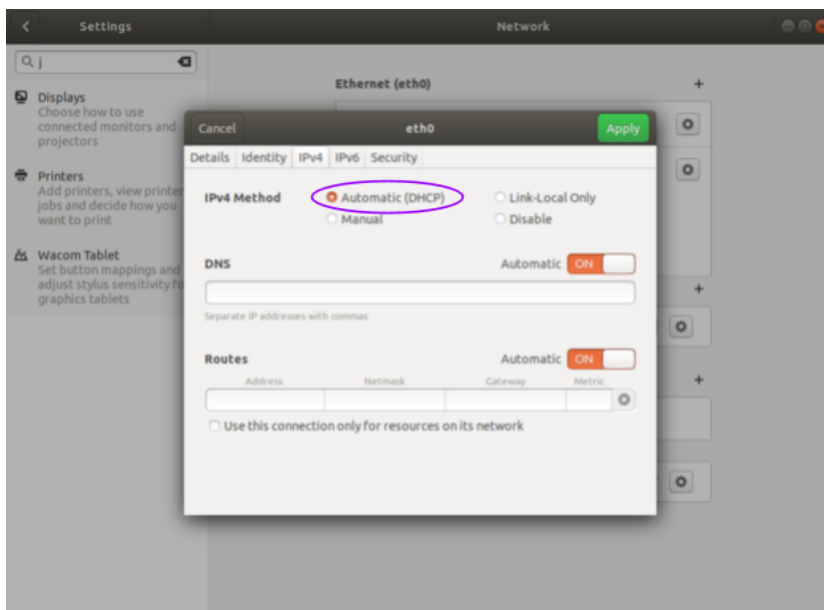 Settings
Network
j
Displays
Choose how to use
connected monitors and
projectors
Printers
Add printers, view printer
jobs and decide how you
want to print
Wacom Tablet
Set button mappings and
adjust stylus sensitivity fo
graphics tablets
Ethernet (eth0)
Cancel
eth0
Apply
Details Identity IPv4 IPv6 Security
IPv4 Method
Automatic (DHCP)
Link-Local Only
Manual
Disable
DNS
Automatic ON
Separate IP addresses with commas
Routes
Automatic ON
Address Netmask Gateway Metric
Use this connection only for resources on its network